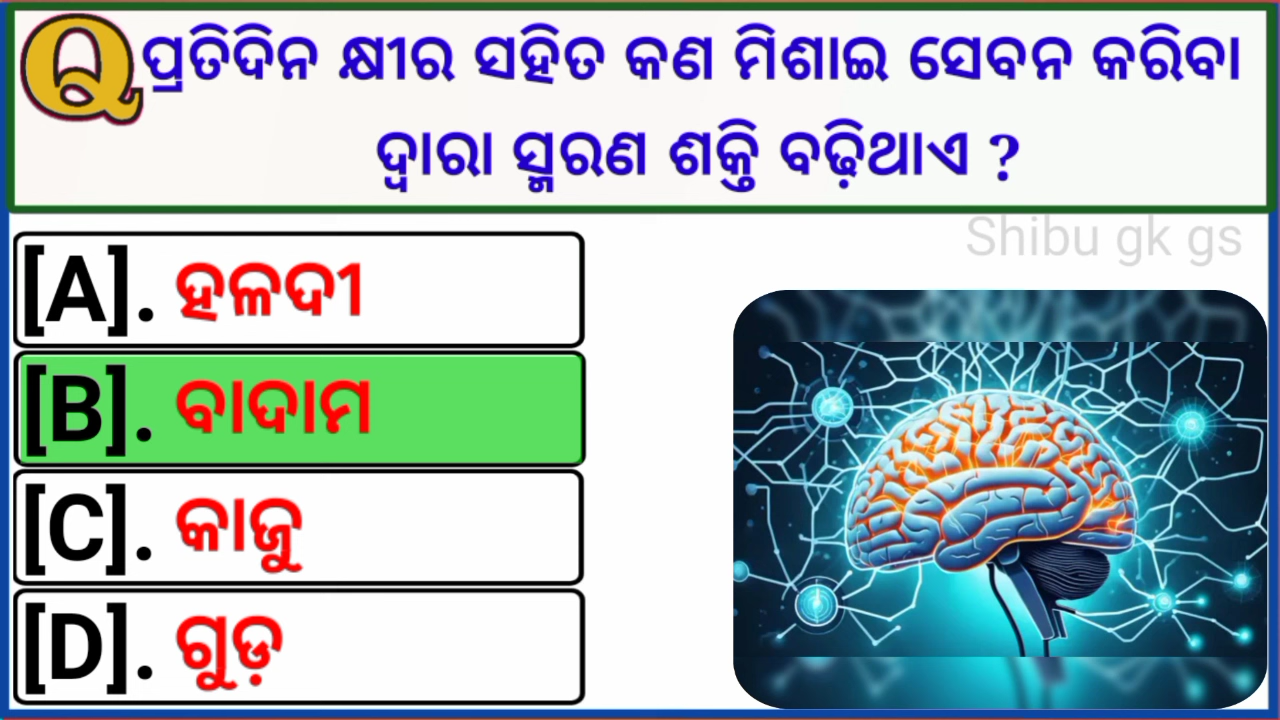 Q ପ୍ରତିଦିନ କ୍ଷୀର ସହିତ କଣ ମିଶାଇ ସେବନ କରିବା
ଦ୍ୱାରା ସ୍ମରଣ ଶକ୍ତି ବଢ଼ିଥାଏ ?
Shibu gk gs
[A]. ହଳଦୀ
[B]. ବାଦାମ
[C]. କାଜୁ
[D]. ଗୁଡ଼